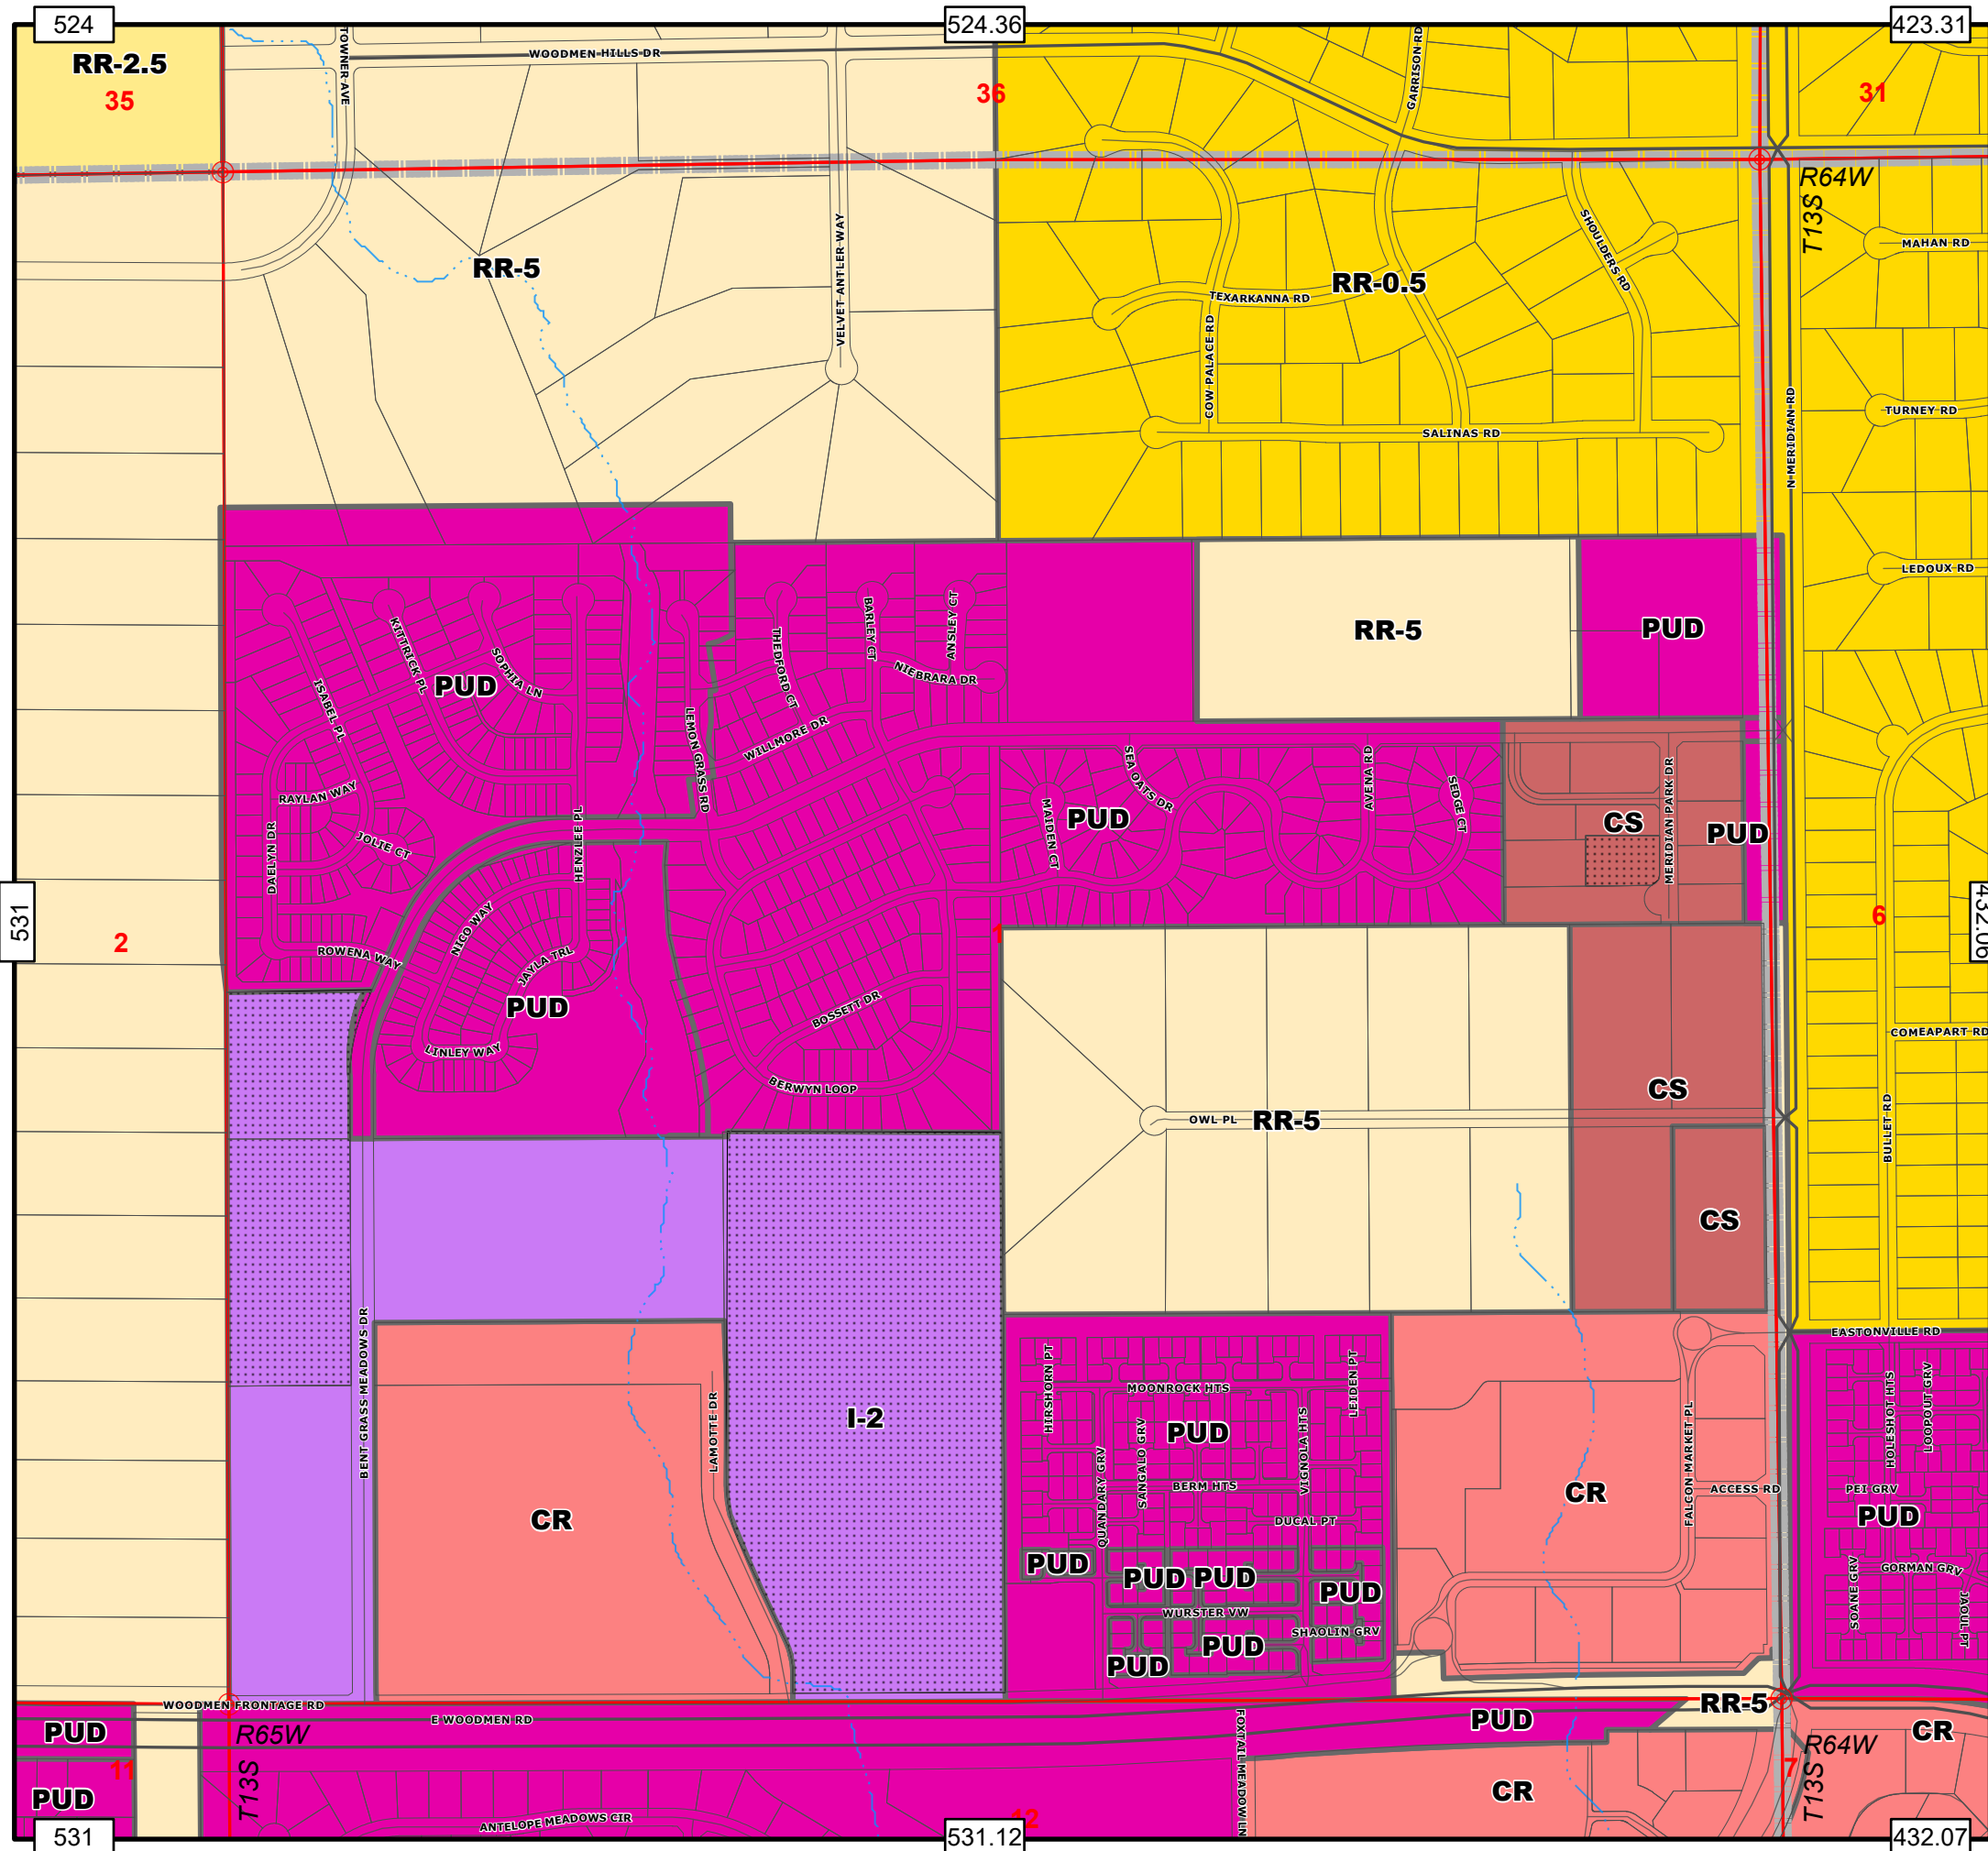 524
524.36
423.31
RR-2.5
35
TOWNER AVE
WOODMEN HILLS DR
36
GARRISON RD
31
R64W
T13S
MAHAN RD
RR-5
VELVET ANTLER WAY
RR-0.5
SHOULDERS RD
TEXARKANNA RD
COW PALACE RD
N MERIDIAN RD
TURNEY RD
SALINAS RD
LEDOUX RD
KITTRICK PL
SOPHIA LN
PUD
ISABEL PL
THEDFORD CT
BARLEY CT
ANSLEY CT
NIEBRARA DR
RR-5
PUD
LEMON GRASS RD
WILLMORE DR
RAYLAN WAY
JOLIE CT
DAELYN DR
HENZLEE PL
SEA OATS DR
MAIDEN CT
PUD
AVENA RD
SEDGE CT
CS
MERIDIAN PARK DR
PUD
531
2
NICO WAY
ROWENA WAY
JAYLA TRL
PUD
LINLEY WAY
BOSSETT DR
BERWYN LOOP
1
6
432.06
COMEAPART RD
CS
OWL PL
RR-5
BULLET RD
CS
EASTONVILLE RD
BENT GRASS MEADOWS DR
LAMOTTE DR
CR
I-2
HIRSHORN PT
MOONROCK HTS
LEIDEN PT
PUD
QUANDARY GRV
SANGALO GRV
BERM HTS
VIGNOLA HTS
DUCAL PT
PUD
PUD
PUD
PUD
WURSTER VW
SHAOLIN GRV
PUD
PUD
CR
FALCON MARKET PL
ACCESS RD
HOLESHOT HTS
LOOPOUT GRV
PEI GRV
PUD
SOANE GRV
GORMAN GRV
JAOUL PT
WOODMEN FRONTAGE RD
E WOODMEN RD
RR-5
PUD
R65W
T13S
PUD
FOXTAIL MEADOW LN
R64W
T13S
CR
11
7
PUD
CR
ANTELOPE MEADOWS CIR
12
531
531.12
432.07